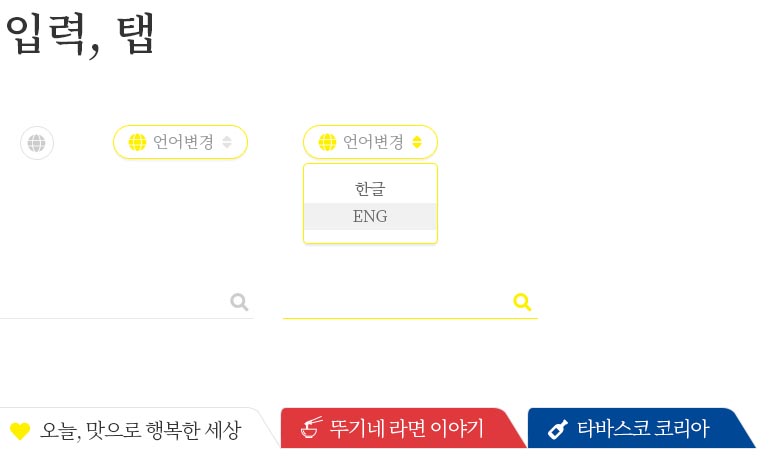 입력, 탭
언어변경 언어변경
한글
ENG
오늘, 맛으로 행복한 세상 뚜기네 라면 이야기 타바스코 코리아